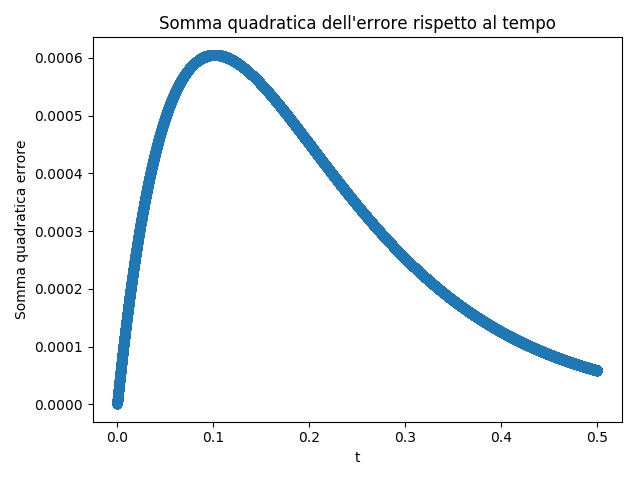 Somma quadratica dell'errore rispetto al tempo
Somma quadratica errore
0.0006
0.0005
0.0004
0.0003
0.0002
0.0001
0.0000
0.0 0.1 0.2 0.3 0.4 0.5
t